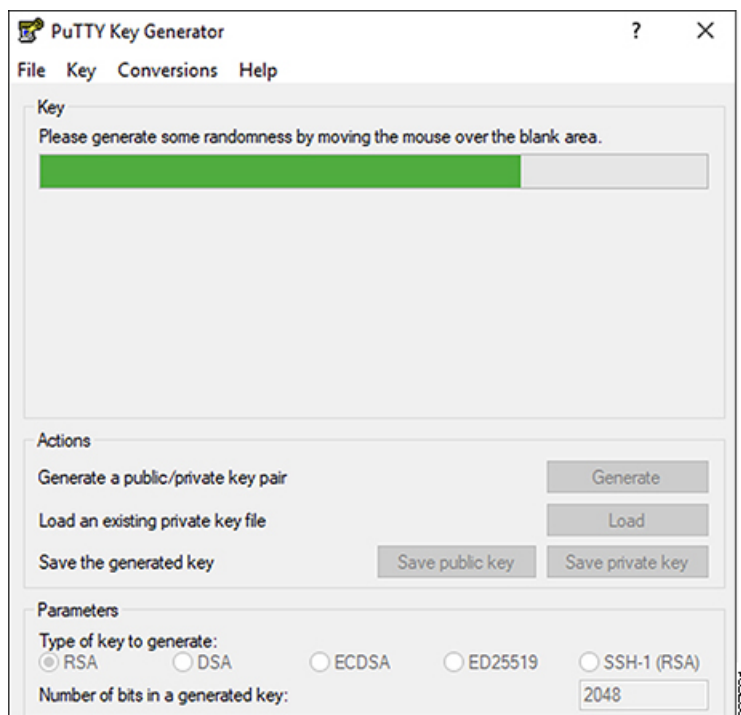 PuTTY Key Generator
? ×
File Key Conversions Help
Key
Please generate some randomness by moving the mouse over the blank area.
Actions
Generate a public/private key pair Generate
Load an existing private key file Load
Save the generated key Save public key Save private key
Parameters
Type of key to generate:
RSA DSA ECDSA ED25519 SSH-1 (RSA)
Number of bits in a generated key: 2048